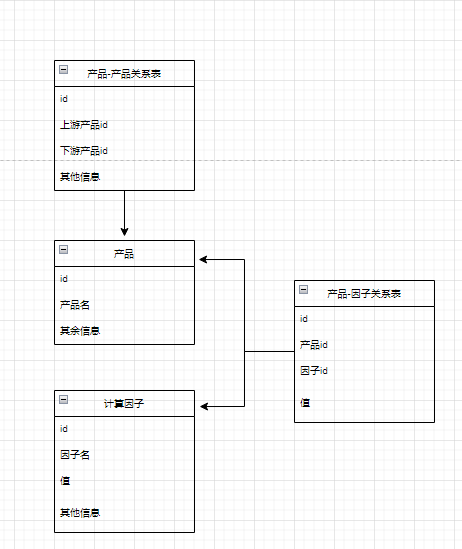 产品-产品关系表
id
上游产品id
下游产品id
其他信息
产品
id
产品名
其余信息
产品-因子关系表
id
产品id
因子id
值
计算因子
id
因子名
值
其他信息